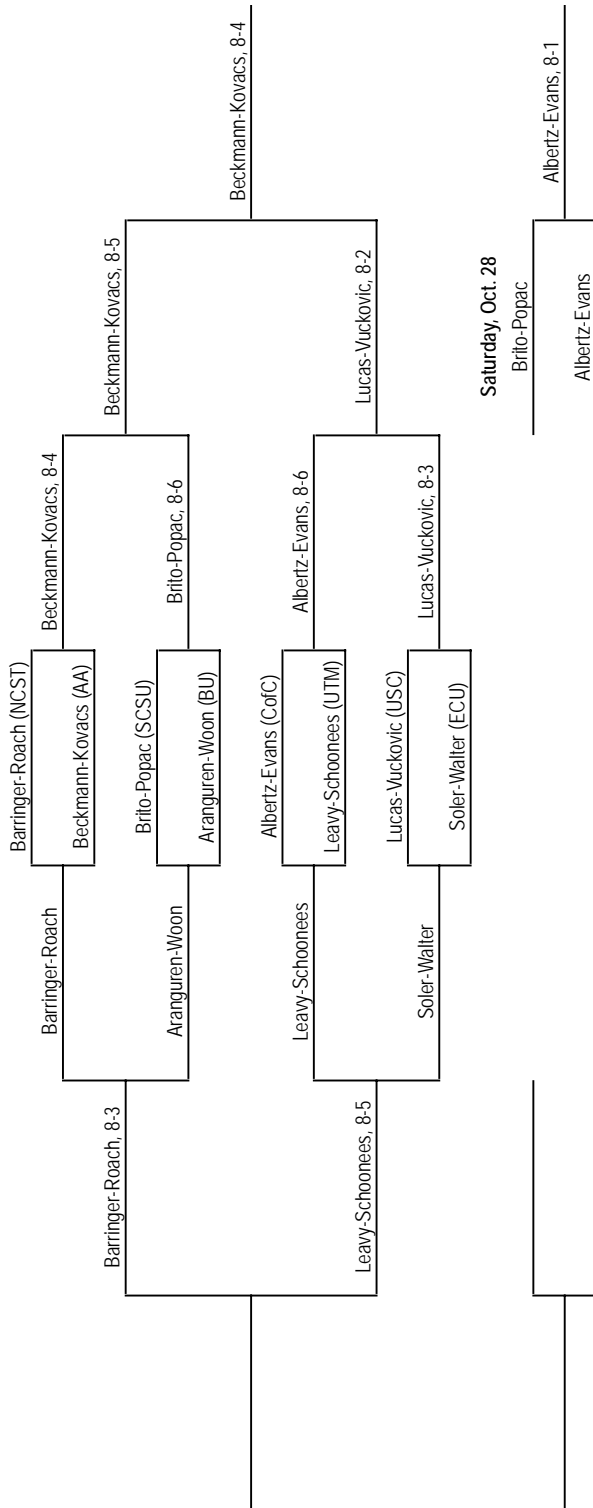 Barringer-Roach (NCST)
Beckmann-Kovacs (AA)
Brito-Popac (SCSU)
Aranguren-Woon (BU)
Albertz-Evans (CofC)
Leavy-Schoonees (UTM)
Lucas-Vuckovic (USC)
Soler-Walter (ECU)
Beckmann-Kovacs, 8-4
Brito-Popac, 8-6
Albertz-Evans, 8-6
Lucas-Vuckovic, 8-3
Beckmann-Kovacs, 8-5
Lucas-Vuckovic, 8-2
Beckmann-Kovacs, 8-4
Barringer-Roach
Aranguren-Woon
Leavy-Schoonees
Soler-Walter
Barringer-Roach, 8-3
Leavy-Schoonees, 8-5
Saturday, Oct. 28
Brito-Popac
Albertz-Evans
Albertz-Evans, 8-1